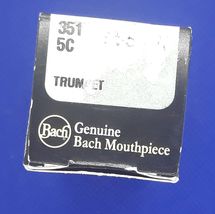 351
5C
TRUMPET
Bach
Genuine
Bach Mouthpiece